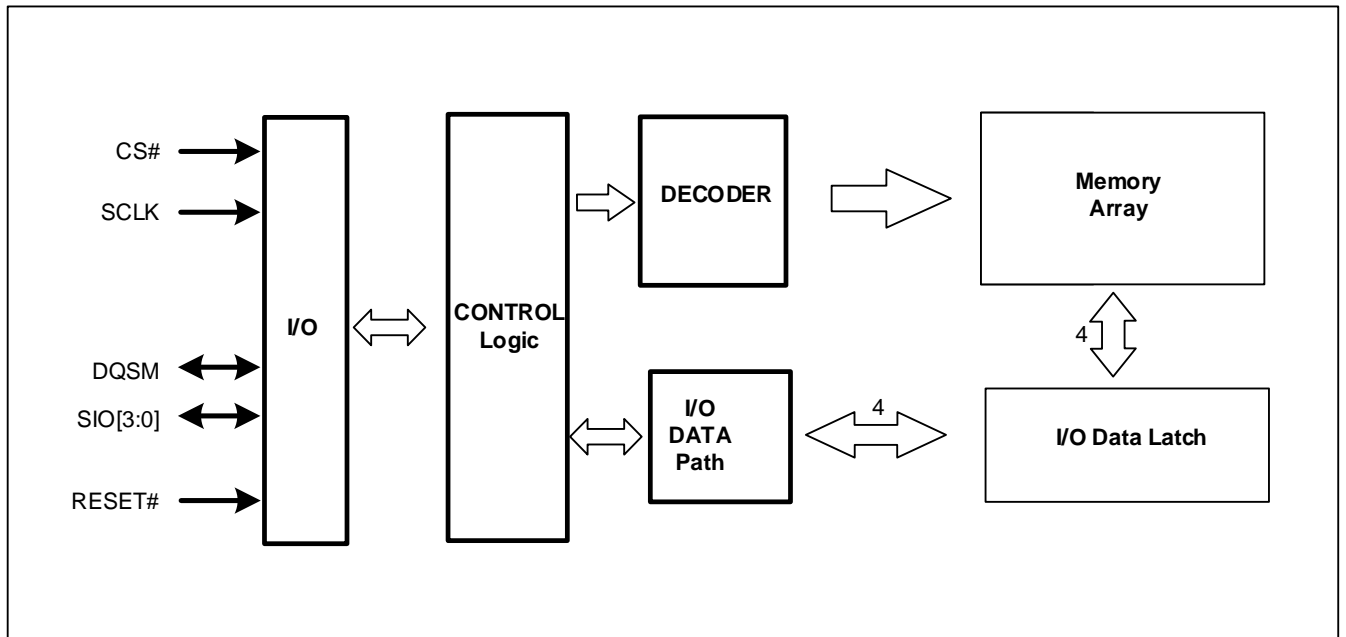 CS#
SCLK
DQSM
SIO[3:0]
RESET#
I/O
CONTROL
Logic
DECODER
I/O
DATA
Path
4
Memory
Array
4
I/O Data Latch